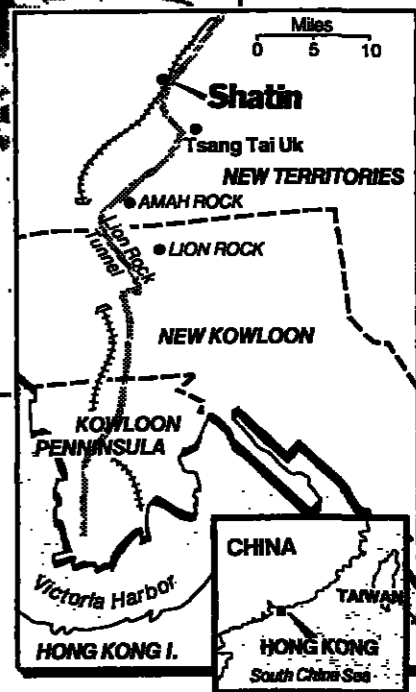 Miles
0 5 10
Shatin
Tsang Tai Uk
NEW TERRITORIES
AMAH ROCK
Lion Rock
Tunnel
LION ROCK
NEW KOWLOON
KOWLOON
PENNINSULA
Victoria Harbor
HONG KONG I.
CHINA
TAIWAN
HONG KONG
South China Sea